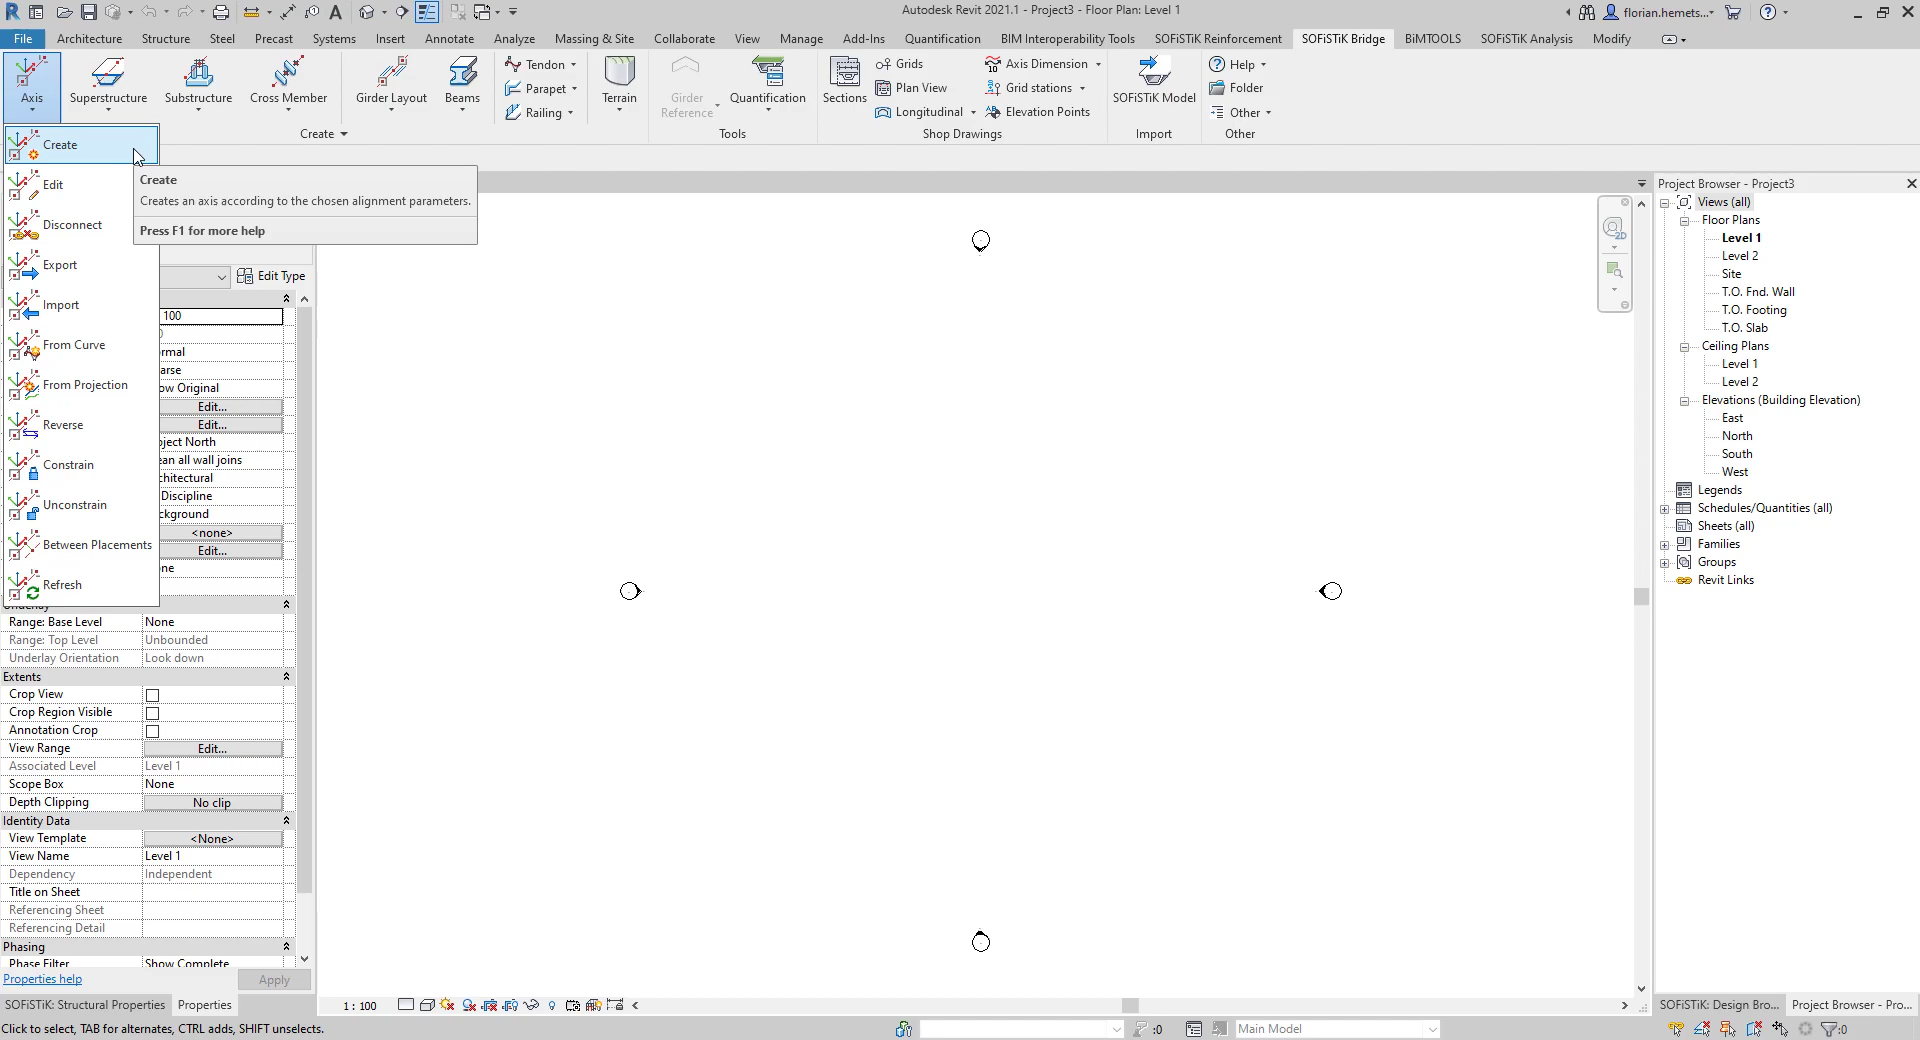 Autodesk Revit 2021.1 - Project3 - Floor Plan: Level 1
florian.hemets...
File Architecture Structure Steel Precast Systems Insert Annotate Analyze Massing & Site Collaborate View Manage Add-Ins Quantification BIM Interoperability Tools SOFiSTiK Reinforcement SOFiSTiK Bridge BiMTOOLS SOFiSTiK Analysis Modify
Axis
Superstructure
Substructure
Cross Member
Girder Layout
Beams
Tendon
Parapet
Railing
Terrain
Girder
Reference
Quantification
Sections
Grids
Plan View
Longitudinal
Axis Dimension
Grid stations
Elevation Points
SOFiSTiK Model
Help
Folder
Other
Create
Tools
Shop Drawings
Import
Other
Create
Edit
Disconnect
Export
Import
From Curve
From Projection
Reverse
Constrain
Unconstrain
Between Placements
Refresh
Create
Creates an axis according to the chosen alignment parameters.
Press F1 for more help
Edit Type
100
rmal
arse
ow Original
Edit...
Edit...
ject North
ean all wall joins
chitectural
Discipline
ckground
<none>
Edit...
ne
Underlay
Range: Base Level None
Range: Top Level Unbounded
Underlay Orientation Look down
Extents
Crop View
Crop Region Visible
Annotation Crop
View Range Edit...
Associated Level Level 1
Scope Box None
Depth Clipping No clip
Identity Data
View Template <None>
View Name Level 1
Dependency Independent
Title on Sheet
Referencing Sheet
Referencing Detail
Phasing
Phase Filter Show Complete
Properties help Apply
SOFiSTiK: Structural Properties Properties
1 : 100
Click to select, TAB for alternates, CTRL adds, SHIFT unselects.
:0
Main Model
:0
2D
Project Browser - Project3
Views (all)
Floor Plans
Level 1
Level 2
Site
T.O. Fnd. Wall
T.O. Footing
T.O. Slab
Ceiling Plans
Level 1
Level 2
Elevations (Building Elevation)
East
North
South
West
Legends
Schedules/Quantities (all)
Sheets (all)
Families
Groups
Revit Links
SOFiSTiK: Design Bro... Project Browser - Pro...